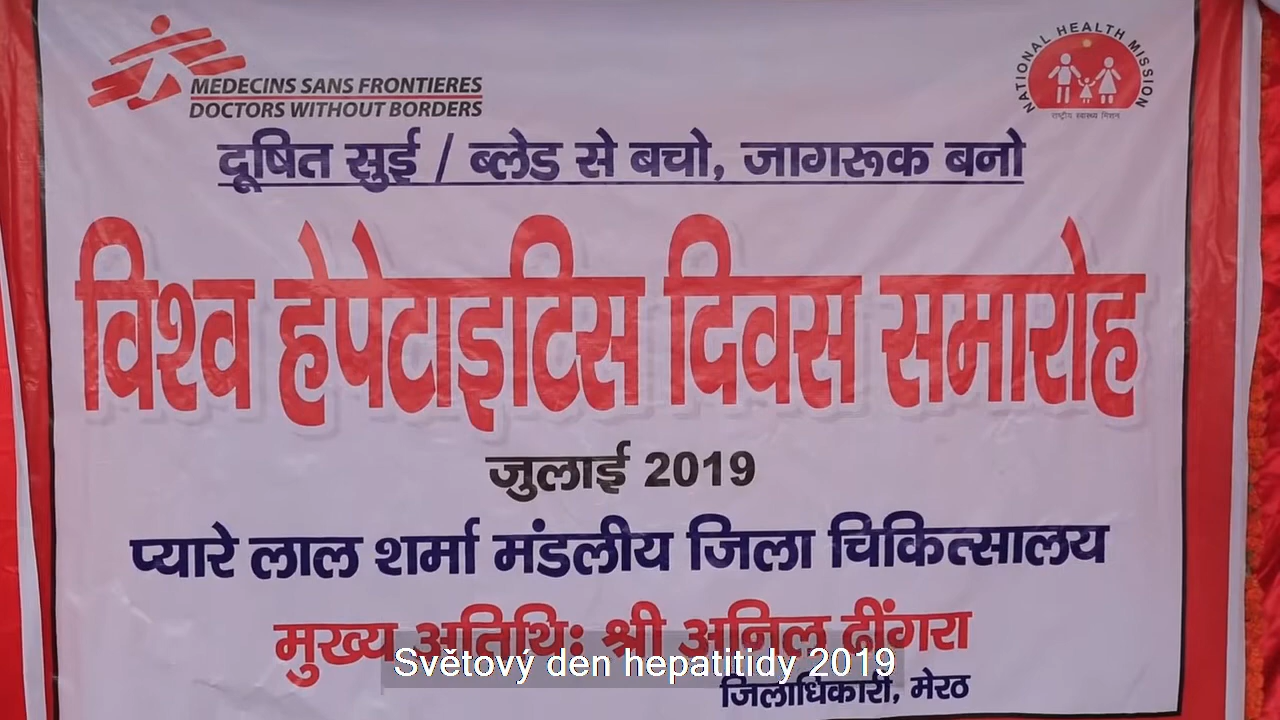 MEDECINS SANS FRONTIERES
DOCTORS WITHOUT BORDERS
NATIONAL HEALTH MISSION
राष्ट्रीय स्वास्थ्य मिशन
दूषित सुई / ब्लेड से बचो, जागरूक बनो
विश्व हेपेटाइटिस दिवस समारोह
जुलाई 2019
प्यारे लाल शर्मा मंडलीय जिला चिकित्सालय
मुख्य अतिथि: श्री अनिल ढींगरा
Světový den hepatitidy 2019
जिलाधिकारी, मेरठ